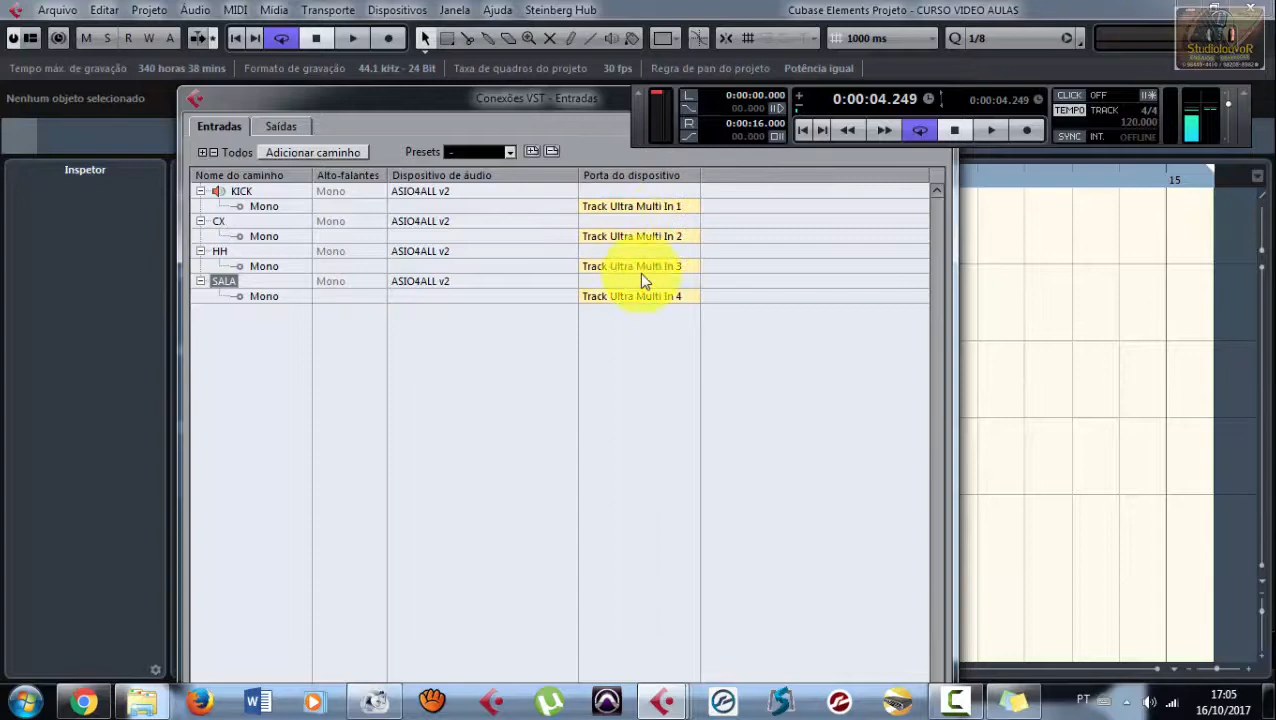 Arquivo Editar Projeto Áudio MIDI Mídia Transporte Dispositivos Janela Ajuda Steinberg Hub Cubase Elements Projeto - CURSO VIDEO AULAS
M S R W A 1000 ms Q 1/8
StudiolouvoR
Tempo máx. de gravação 340 horas 38 mins Formato de gravação 44.1 kHz - 24 Bit Taxa de do projeto 30 fps Regra de pan do projeto Potência igual
Nenhum objeto selecionado
Conexões VST - Entradas
L 0:00:00.000
00.000
R 0:00:16.000
00.000
0:00:04.249 0:00:04.249
CLICK OFF
TEMPO TRACK 4/4
120.000
SYNC INT. OFFLINE
Entradas Saídas
Todos Adicionar caminho Presets -
Inspetor
Nome do caminho Alto-falantes Dispositivo de áudio Porta do dispositivo
15
KICK Mono ASIO4ALL v2
Mono Track Ultra Multi In 1
CX Mono ASIO4ALL v2
Mono Track Ultra Multi In 2
HH Mono ASIO4ALL v2
Mono Track Ultra Multi In 3
SALA Mono ASIO4ALL v2
Mono Track Ultra Multi In 4
PT
17:05
16/10/2017